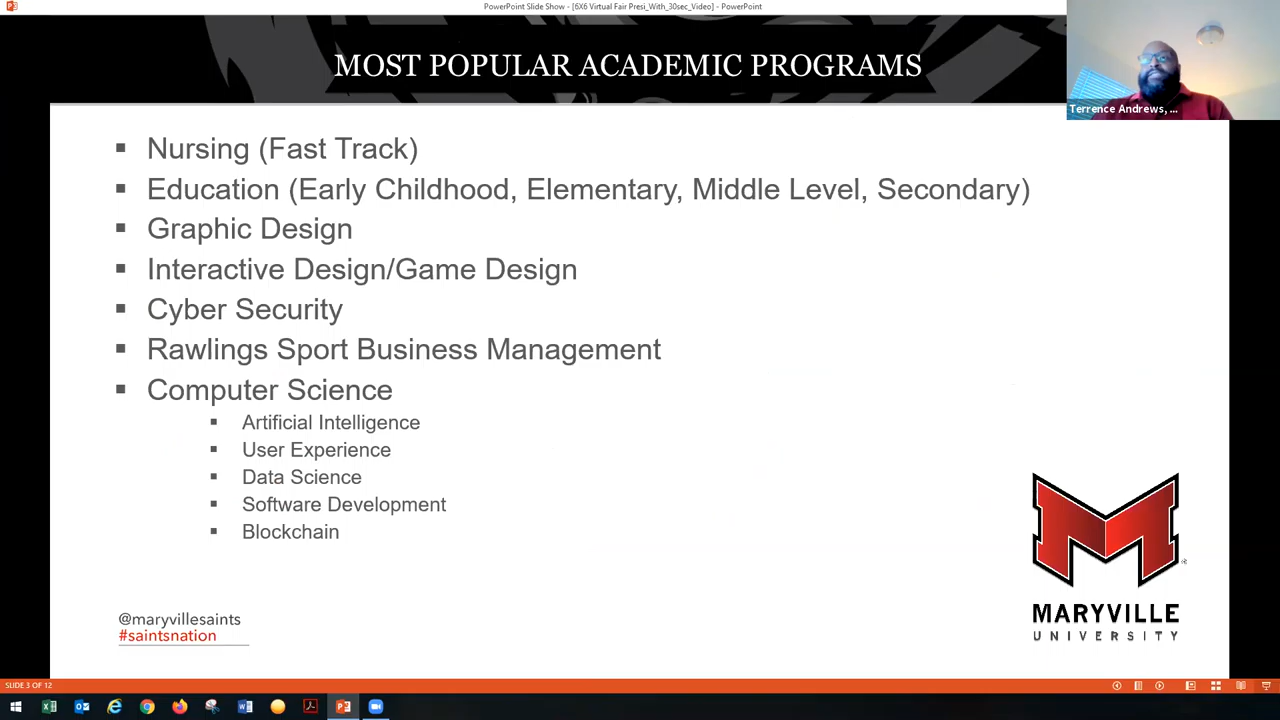 PowerPoint Slide Show - [6X6 Virtual Fair Presi_With_30sec_Video] - PowerPoint
MOST POPULAR ACADEMIC PROGRAMS
Terrence Andrews, ...
Nursing (Fast Track)
Education (Early Childhood, Elementary, Middle Level, Secondary)
Graphic Design
Interactive Design/Game Design
Cyber Security
Rawlings Sport Business Management
Computer Science
Artificial Intelligence
User Experience
Data Science
Software Development
Blockchain
@maryvillesaints
#saintsnation
MARYVILLE
UNIVERSITY
SLIDE 3 OF 12